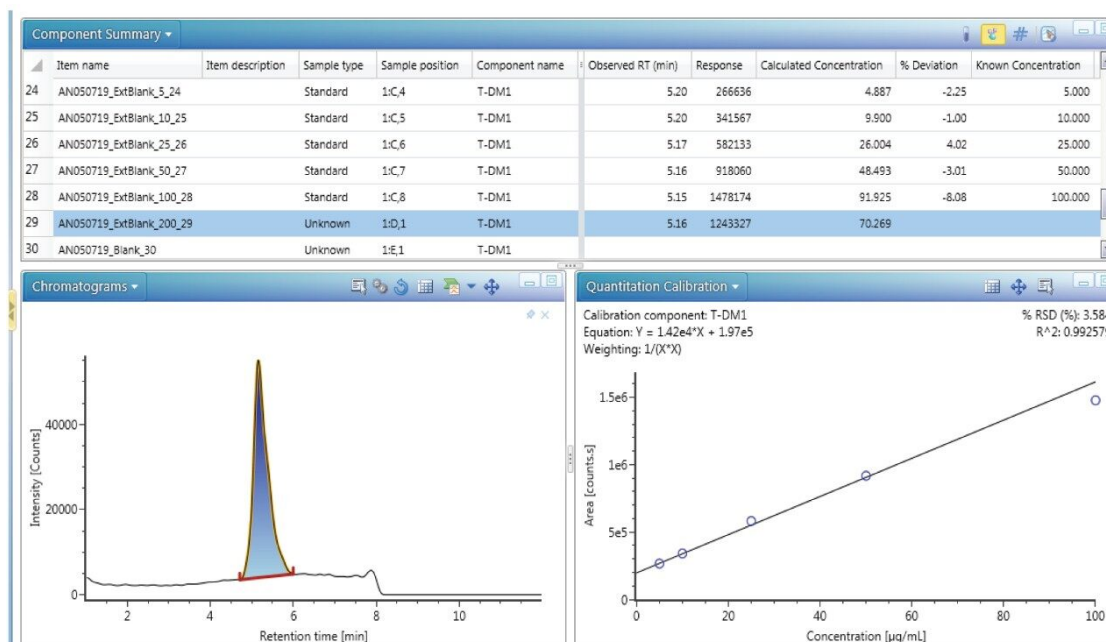 Component Summary
Item name Item description Sample type Sample position Component name Observed RT (min) Response Calculated Concentration % Deviation Known Concentration
24 AN050719_ExtBlank_5_24 Standard 1:C,4 T-DM1 5.20 266636 4.887 -2.25 5.000
25 AN050719_ExtBlank_10_25 Standard 1:C,5 T-DM1 5.20 341567 9.900 -1.00 10.000
26 AN050719_ExtBlank_25_26 Standard 1:C,6 T-DM1 5.17 582133 26.004 4.02 25.000
27 AN050719_ExtBlank_50_27 Standard 1:C,7 T-DM1 5.16 918060 48.493 -3.01 50.000
28 AN050719_ExtBlank_100_28 Standard 1:C,8 T-DM1 5.15 1478174 91.925 -8.08 100.000
29 AN050719_ExtBlank_200_29 Unknown 1:D,1 T-DM1 5.16 1243327 70.269
30 AN050719_Blank_30 Unknown 1:E,1 T-DM1
Chromatograms
Intensity [Counts]
40000
20000
0
2 4 6 8 10
Retention time [min]
Quantitation Calibration
Calibration component: T-DM1 % RSD (%): 3.58
Equation: Y = 1.42e4*X + 1.97e5 R^2: 0.99257
Weighting: 1/(X*X)
Area [counts.s]
1.5e6
1e6
5e5
0
0 20 40 60 80 100
Concentration [µg/mL]